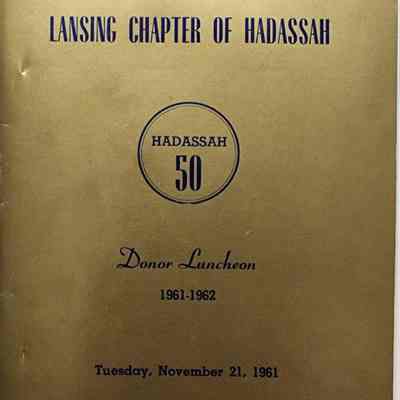 LANSING CHAPTER OF HADASSAH
HADASSAH
50
Donor Luncheon
1961-1962
Tuesday, November 21, 1961